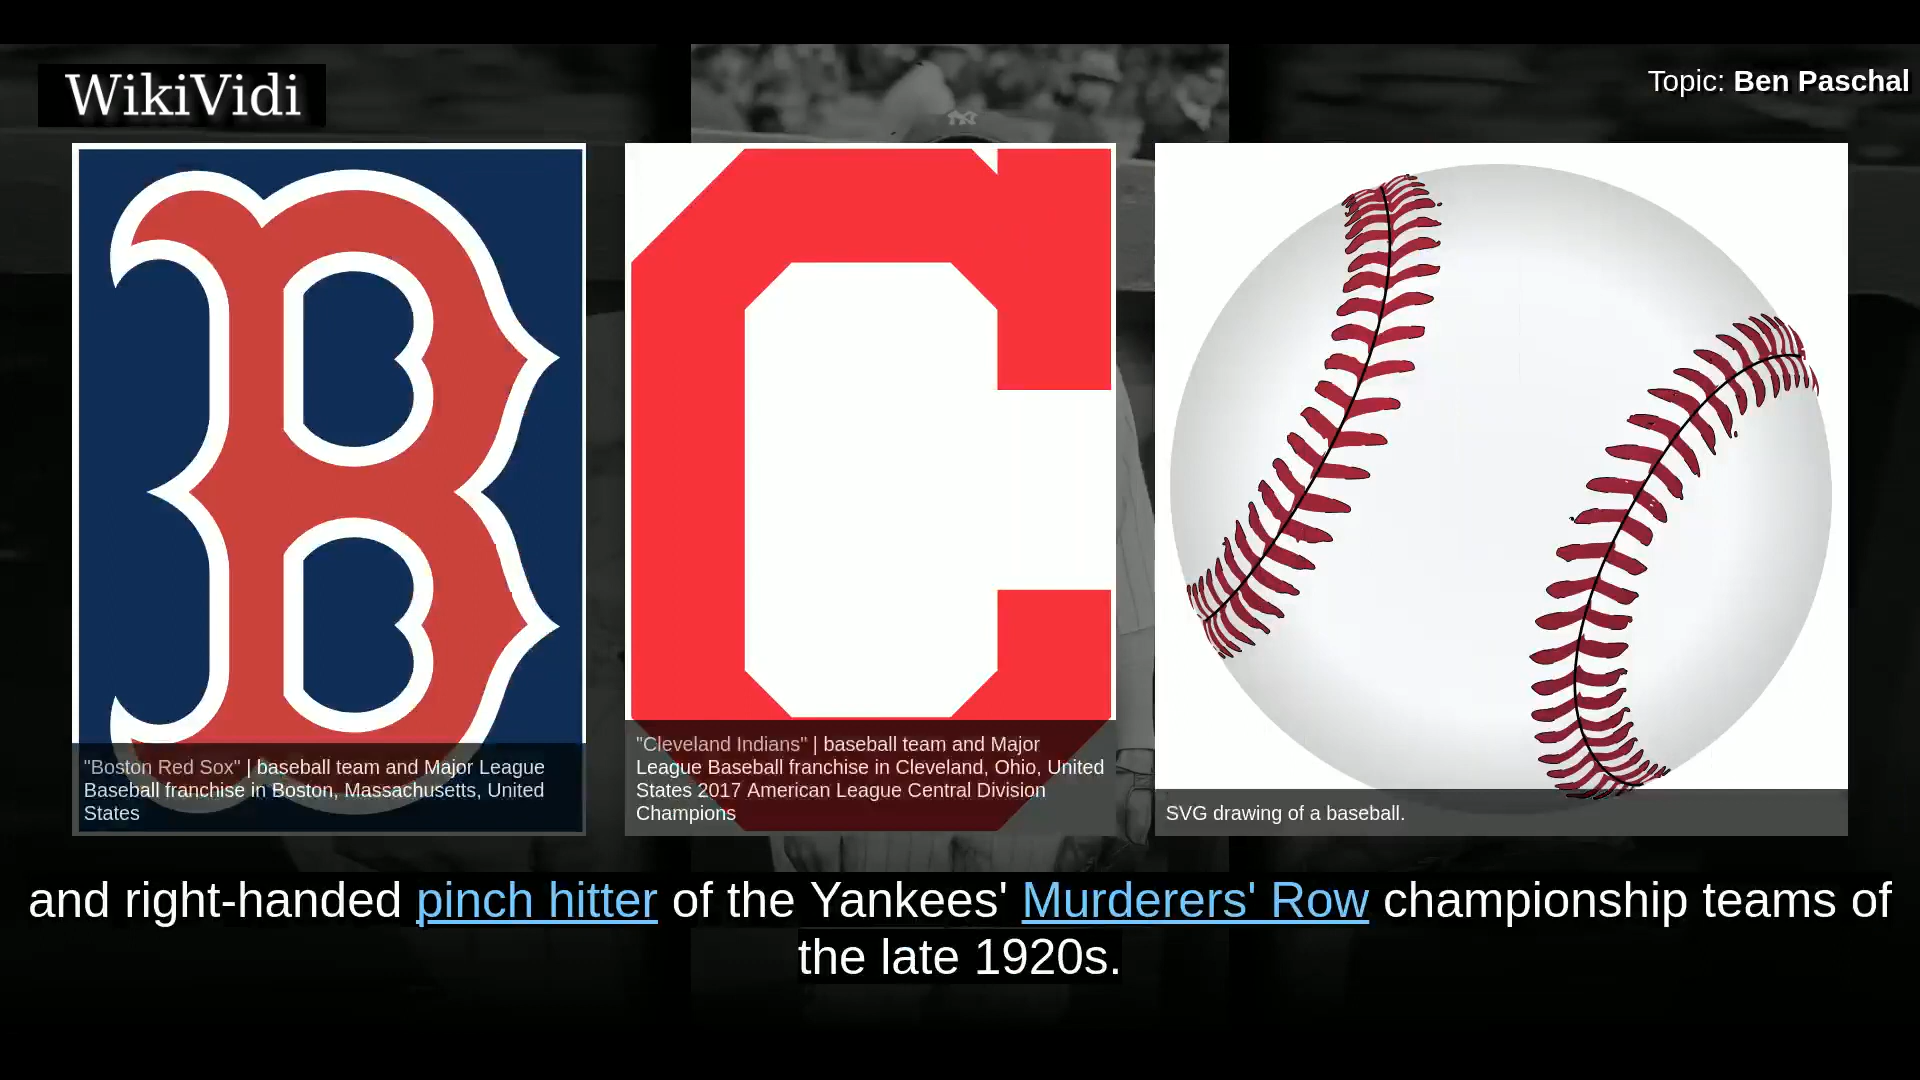 WikiVidi
Topic: Ben Paschal
"Boston Red Sox" | baseball team and Major League
Baseball franchise in Boston, Massachusetts, United
States
"Cleveland Indians" | baseball team and Major
League Baseball franchise in Cleveland, Ohio, United
States 2017 American League Central Division
Champions
SVG drawing of a baseball.
and right-handed pinch hitter of the Yankees' Murderers' Row championship teams of
the late 1920s.